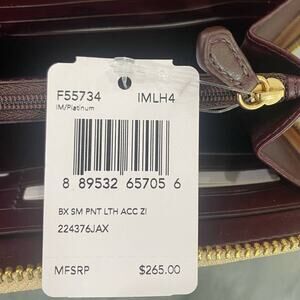 F55734 IMLH4
IM/Platinum
8 89532 65705 6
BX SM PNT LTH ACC ZI
224376JAX
MFSRP $265.00